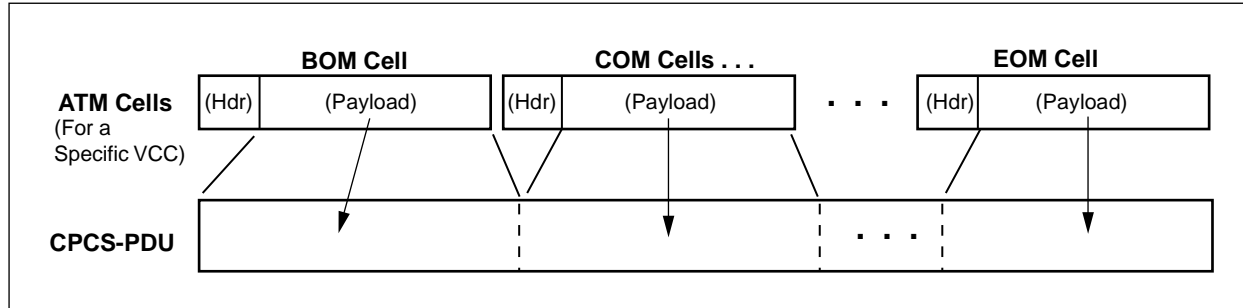 BOM Cell
COM Cells . . .
EOM Cell
ATM Cells
(For a
Specific VCC)
(Hdr)
(Payload)
(Hdr)
(Payload)
. . .
(Hdr)
(Payload)
CPCS-PDU
. . .